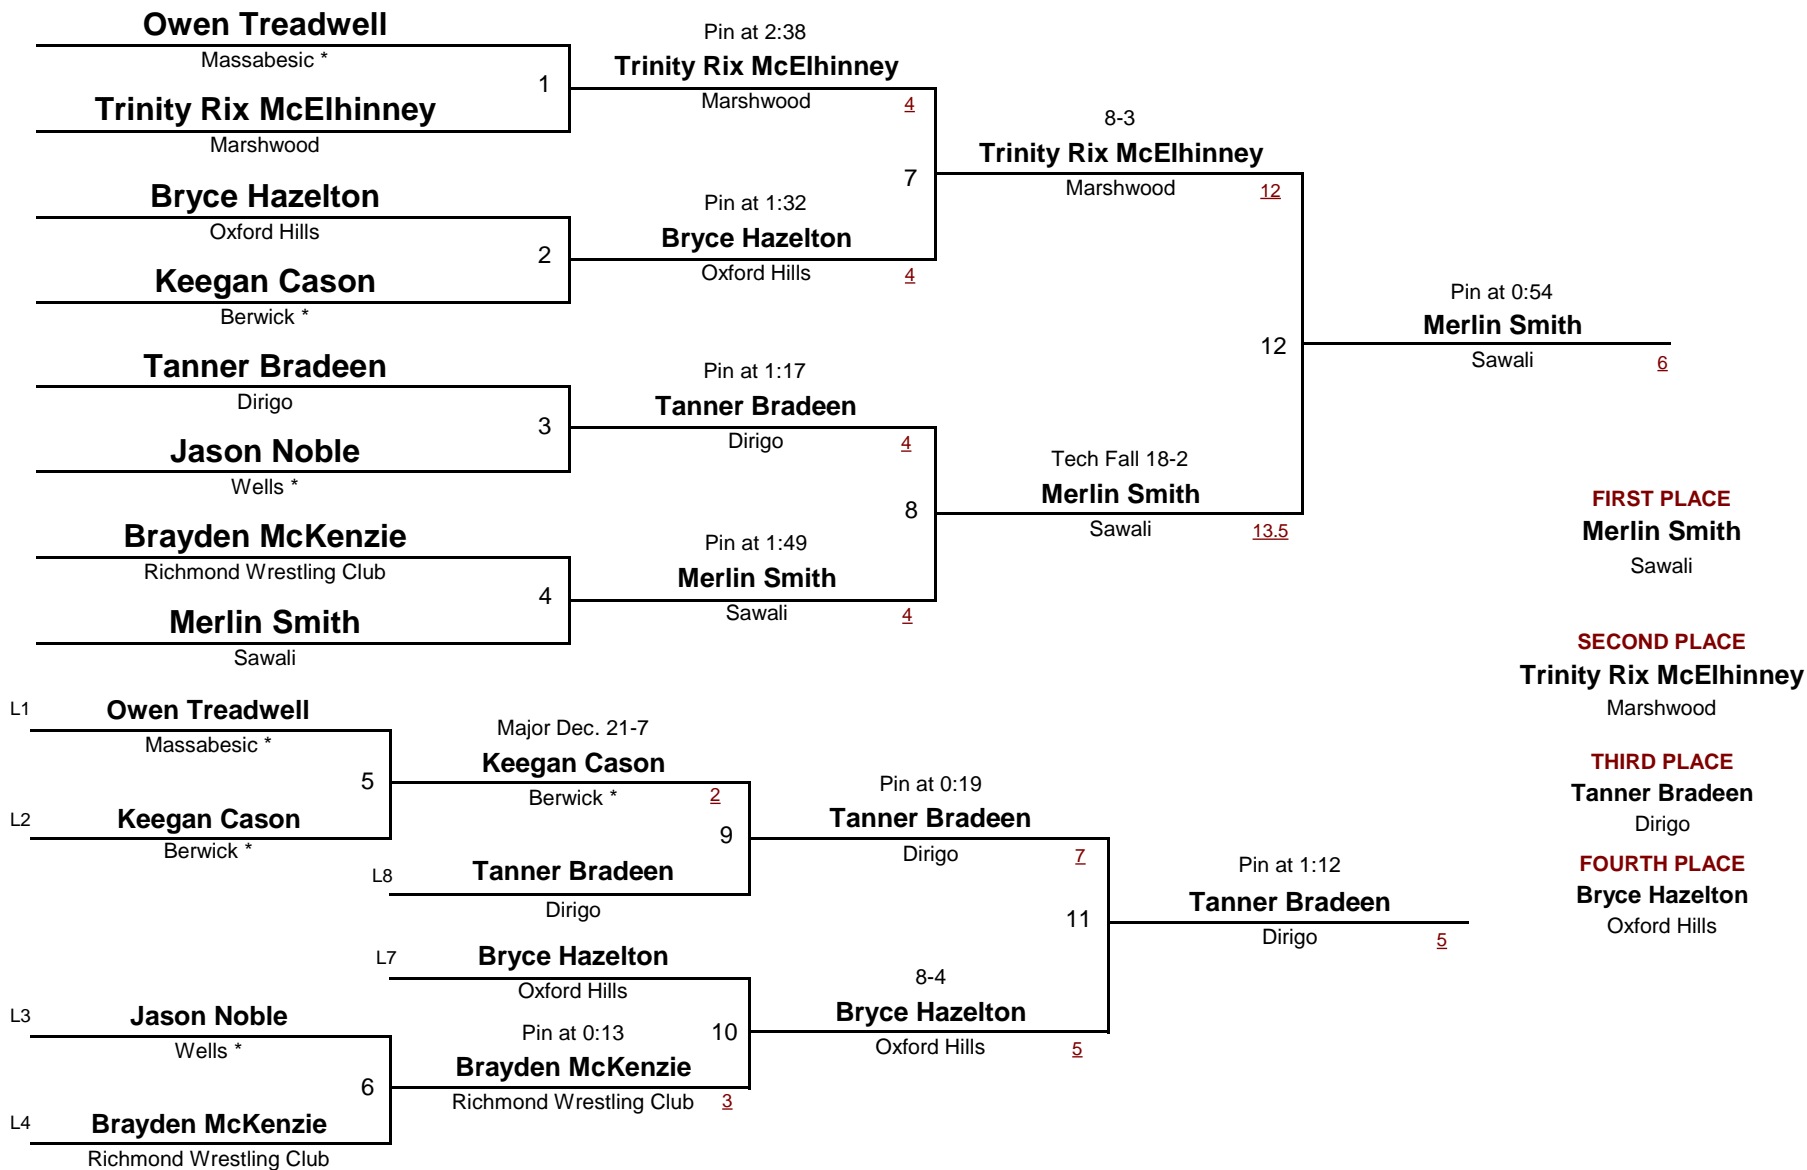 Owen Treadwell
Massabesic *
1
Trinity Rix McElhinney
Marshwood
Bryce Hazelton
Oxford Hills
2
Keegan Cason
Berwick *
Tanner Bradeen
Dirigo
3
Jason Noble
Wells *
Brayden McKenzie
Richmond Wrestling Club
4
Merlin Smith
Sawali
Pin at 2:38
Trinity Rix McElhinney
Marshwood 4
7
Pin at 1:32
Bryce Hazelton
Oxford Hills 4
Pin at 1:17
Tanner Bradeen
Dirigo 4
8
Pin at 1:49
Merlin Smith
Sawali 4
8-3
Trinity Rix McElhinney
Marshwood 12
12
Tech Fall 18-2
Merlin Smith
Sawali 13.5
Pin at 0:54
Merlin Smith
Sawali 6
FIRST PLACE
Merlin Smith
Sawali
SECOND PLACE
Trinity Rix McElhinney
Marshwood
THIRD PLACE
Tanner Bradeen
Dirigo
FOURTH PLACE
Bryce Hazelton
Oxford Hills
L1 Owen Treadwell
Massabesic *
5
L2 Keegan Cason
Berwick *
Major Dec. 21-7
Keegan Cason
Berwick * 2
9
L8 Tanner Bradeen
Dirigo
L7 Bryce Hazelton
Oxford Hills
10
L3 Jason Noble
Wells *
6
L4 Brayden McKenzie
Richmond Wrestling Club
Pin at 0:13
Brayden McKenzie
Richmond Wrestling Club 3
Pin at 0:19
Tanner Bradeen
Dirigo 7
11
8-4
Bryce Hazelton
Oxford Hills 5
Pin at 1:12
Tanner Bradeen
Dirigo 5